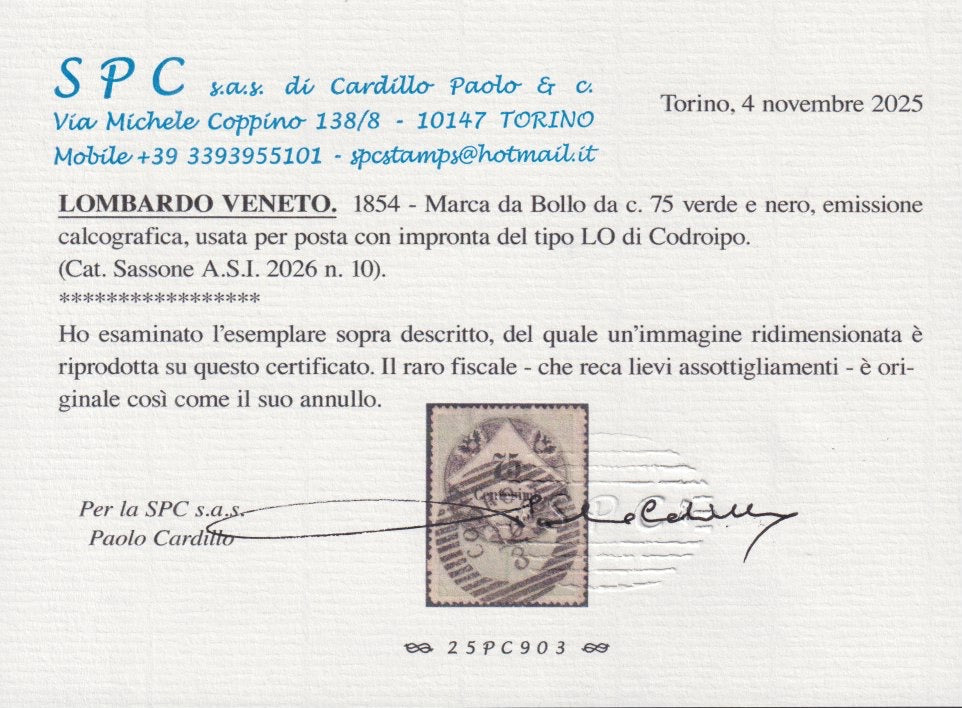 S P C s.a.s. di Cardillo Paolo & c.
Via Michele Coppino 138/8 - 10147 TORINO
Mobile +39 3393955101 - spcstamps@hotmail.it
Torino, 4 novembre 2025
LOMBARDO VENETO. 1854 - Marca da Bollo da c. 75 verde e nero, emissione
calcografica, usata per posta con impronta del tipo LO di Codroipo.
(Cat. Sassone A.S.I. 2026 n. 10).
*****************
Ho esaminato l'esemplare sopra descritto, del quale un'immagine ridimensionata è
riprodotta su questo certificato. Il raro fiscale - che reca lievi assottigliamenti - è ori-
ginale così come il suo annullo.
75
Per la SPC s.a.s.
Paolo Cardillo
25PC903